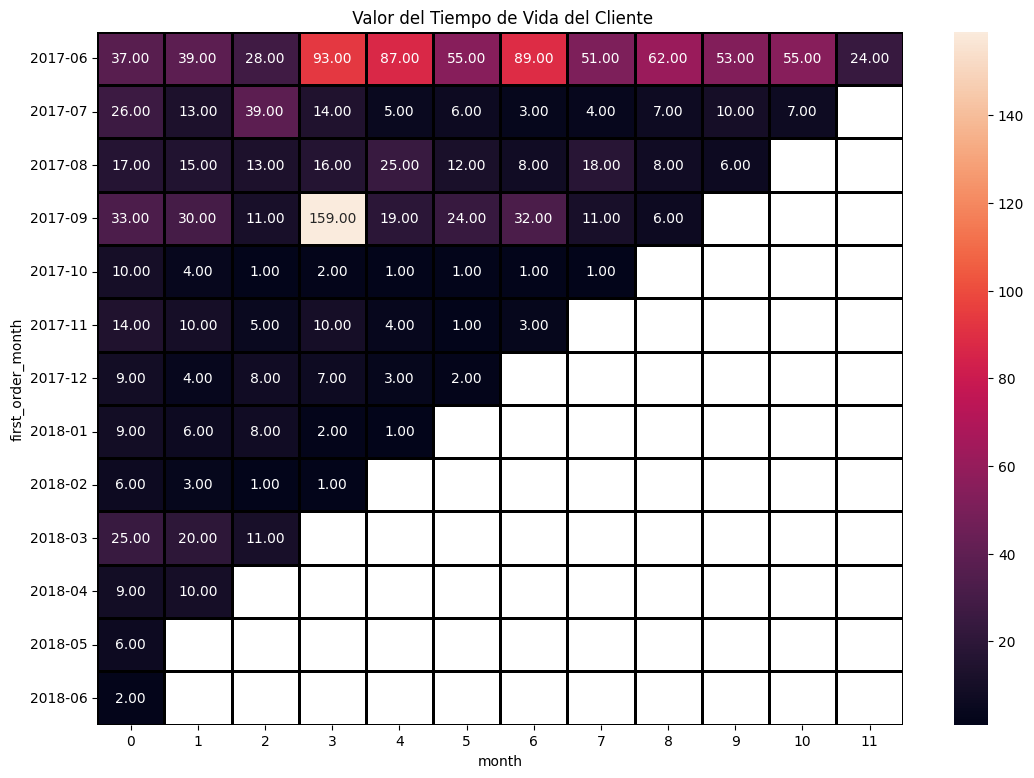 Valor del Tiempo de Vida del Cliente
first_order_month
2017-06 37.00 39.00 28.00 93.00 87.00 55.00 89.00 51.00 62.00 53.00 55.00 24.00
2017-07 26.00 13.00 39.00 14.00 5.00 6.00 3.00 4.00 7.00 10.00 7.00
2017-08 17.00 15.00 13.00 16.00 25.00 12.00 8.00 18.00 8.00 6.00
2017-09 33.00 30.00 11.00 159.00 19.00 24.00 32.00 11.00 6.00
2017-10 10.00 4.00 1.00 2.00 1.00 1.00 1.00 1.00
2017-11 14.00 10.00 5.00 10.00 4.00 1.00 3.00
2017-12 9.00 4.00 8.00 7.00 3.00 2.00
2018-01 9.00 6.00 8.00 2.00 1.00
2018-02 6.00 3.00 1.00 1.00
2018-03 25.00 20.00 11.00
2018-04 9.00 10.00
2018-05 6.00
2018-06 2.00
0 1 2 3 4 5 6 7 8 9 10 11
month
140
120
100
80
60
40
20